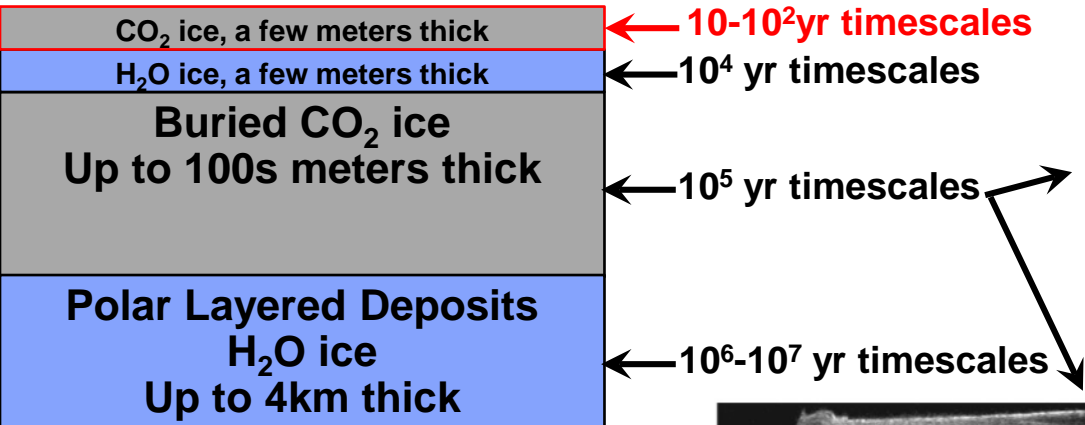 CO₂ ice, a few meters thick
10-10²yr timescales
H₂O ice, a few meters thick
10⁴ yr timescales
Buried CO₂ ice
Up to 100s meters thick
10⁵ yr timescales
Polar Layered Deposits
H₂O ice
Up to 4km thick
10⁶-10⁷ yr timescales